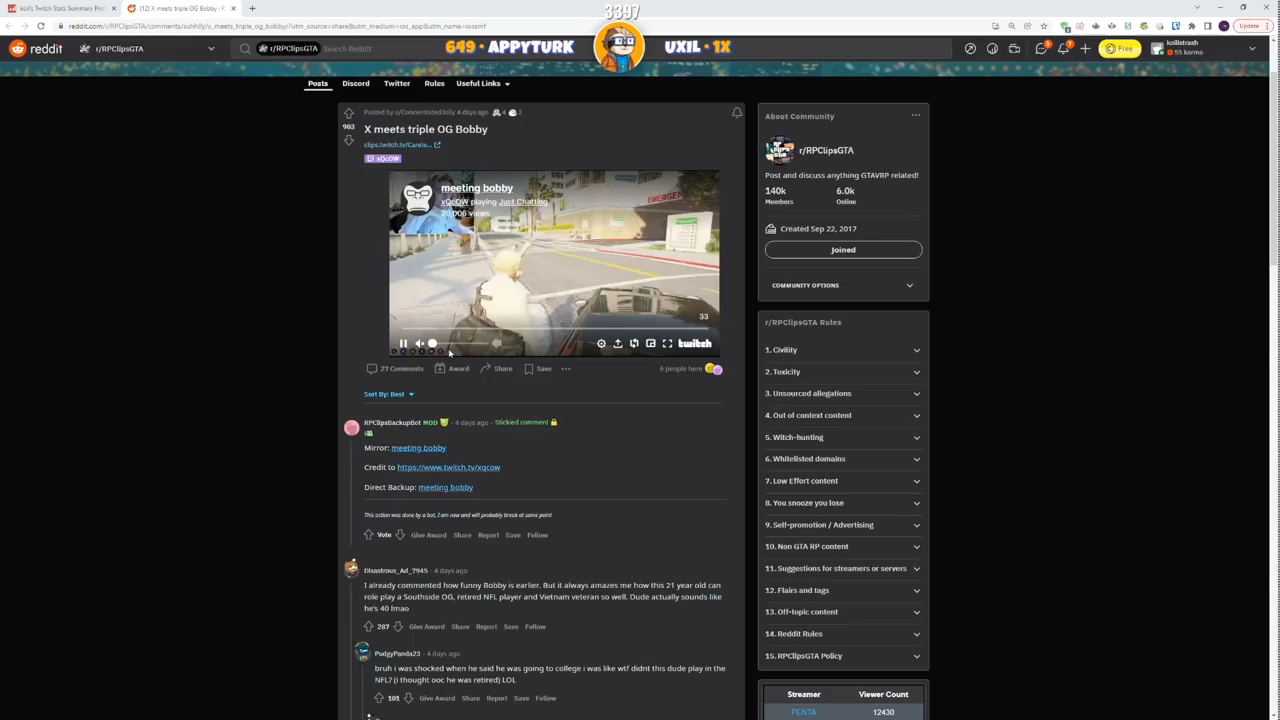 koil's Twitch Stats Summary Prof
(12) X meets triple OG Bobby : R
reddit.com/r/RPClipsGTA/comments/suhh0y/x_meets_triple_og_bobby/?utm_source=share&utm_medium=ios_app&utm_name=iossmf
Update
3397
649 · APPYTURK
UXIL · 1X
reddit
r/RPClipsGTA
r/RPClipsGTA
Search Reddit
Free
kollistrash
55 karma
Posts
Discord
Twitter
Rules
Useful Links
Posted by u/ConcentratedJolly 4 days ago
4
2
903
X meets triple OG Bobby
clips.twitch.tv/Carele...
xQcOW
meeting bobby
xQcOW playing Just Chatting
20,006 views
EMERGENCY
33
twitch
27 Comments
Award
Share
Save
6 people here
Sort By: Best
RPClipsBackupBot MOD · 4 days ago · Stickied comment
Mirror: meeting bobby
Credit to https://www.twitch.tv/xqcow
Direct Backup: meeting bobby
This action was done by a bot, I am new and will probably break at some point
Vote
Give Award
Share
Report
Save
Follow
Disastrous_Ad_7945 · 4 days ago
I already commented how funny Bobby is earlier. But it always amazes me how this 21 year old can
role play a Southside OG, retired NFL player and Vietnam veteran so well. Dude actually sounds like
he's 40 lmao
287
Give Award
Share
Report
Save
Follow
PudgyPanda23 · 4 days ago
bruh i was shocked when he said he was going to college i was like wtf didnt this dude play in the
NFL? (i thought ooc he was retired) LOL
101
Give Award
Share
Report
Save
Follow
About Community
r/RPClipsGTA
Post and discuss anything GTAVRP related!
140k
6.0k
Members
Online
Created Sep 22, 2017
Joined
COMMUNITY OPTIONS
r/RPClipsGTA Rules
1. Civility
2. Toxicity
3. Unsourced allegations
4. Out of context content
5. Witch-hunting
6. Whitelisted domains
7. Low Effort content
8. You snooze you lose
9. Self-promotion / Advertising
10. Non GTA RP content
11. Suggestions for streamers or servers
12. Flairs and tags
13. Off-topic content
14. Reddit Rules
15. RPClipsGTA Policy
Streamer
Viewer Count
PENTA
12430